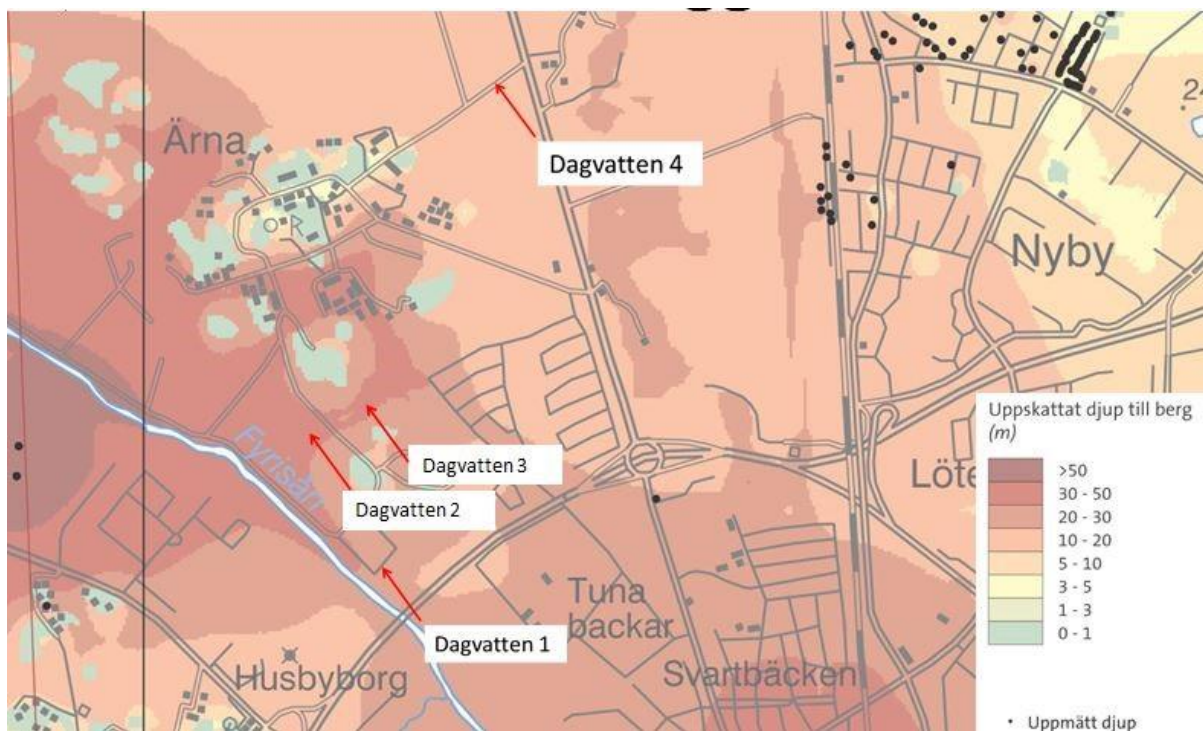 Ärna
Dagvatten 4
24
Nyby
Fyrisån
Dagvatten 3
Dagvatten 2
Dagvatten 1
Löte
Tuna
backar
Husbyborg
Svartbäcken
Uppskattat djup till berg
(m)
>50
30 - 50
20 - 30
10 - 20
5 - 10
3 - 5
1 - 3
0 - 1
• Uppmätt djup